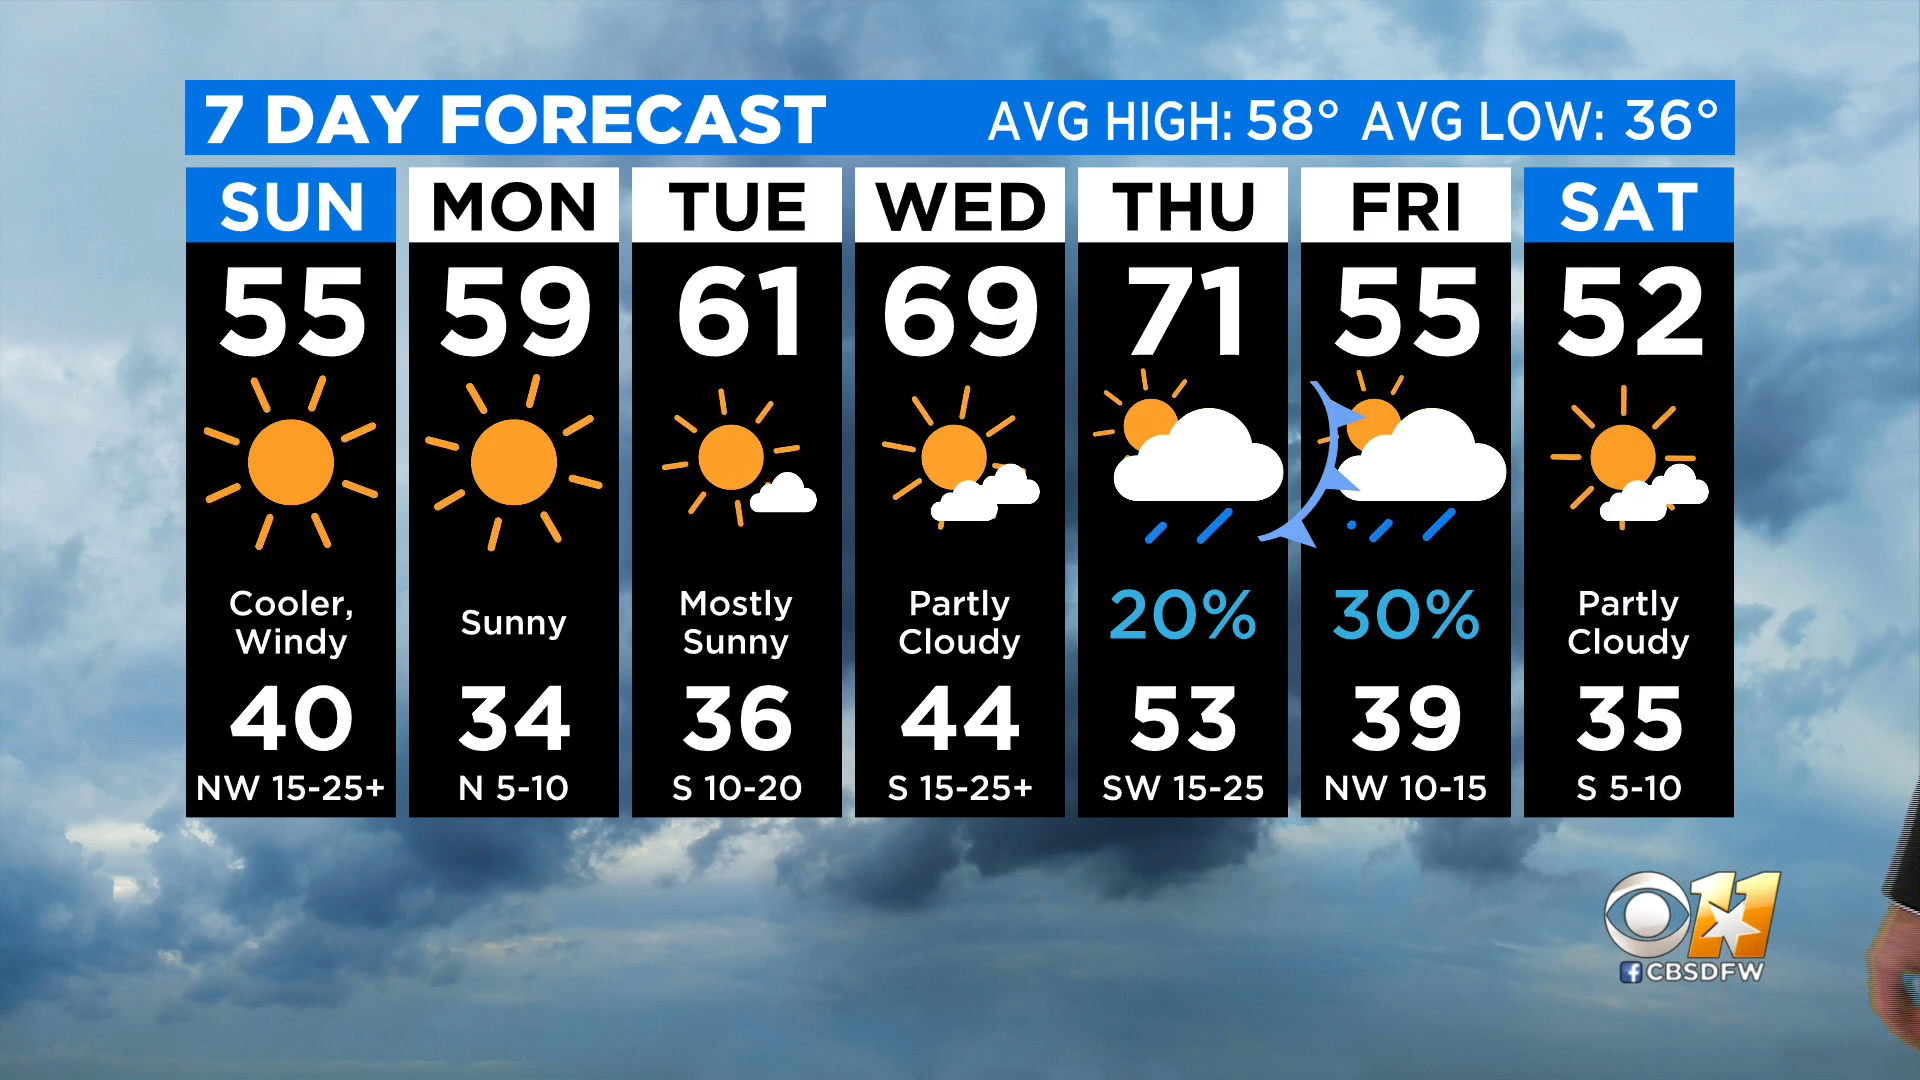 7 DAY FORECAST AVG HIGH: 58° AVG LOW: 36°
SUN MON TUE WED THU FRI SAT
55 59 61 69 71 55 52
Cooler,
Windy
Sunny
Mostly
Sunny
Partly
Cloudy
20%
30%
Partly
Cloudy
40 34 36 44 53 39 35
NW 15-25+ N 5-10 S 10-20 S 15-25+ SW 15-25 NW 10-15 S 5-10
11
f CBSDFW